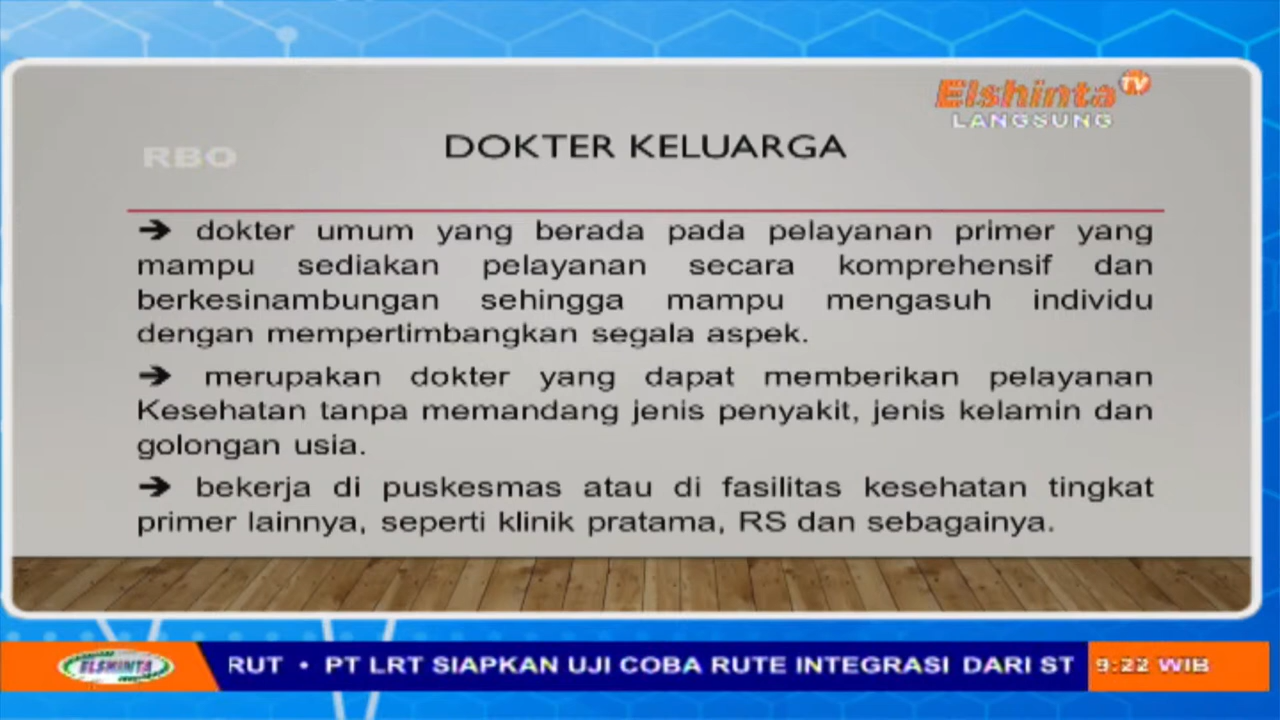 Elshinta TV
LANGSUNG
RBO
DOKTER KELUARGA
➔ dokter umum yang berada pada pelayanan primer yang
mampu sediakan pelayanan secara komprehensif dan
berkesinambungan sehingga mampu mengasuh individu
dengan mempertimbangkan segala aspek.
➔ merupakan dokter yang dapat memberikan pelayanan
Kesehatan tanpa memandang jenis penyakit, jenis kelamin dan
golongan usia.
➔ bekerja di puskesmas atau di fasilitas kesehatan tingkat
primer lainnya, seperti klinik pratama, RS dan sebagainya.
ELSHINTA RUT • PT LRT SIAPKAN UJI COBA RUTE INTEGRASI DARI ST 9:22 WIB